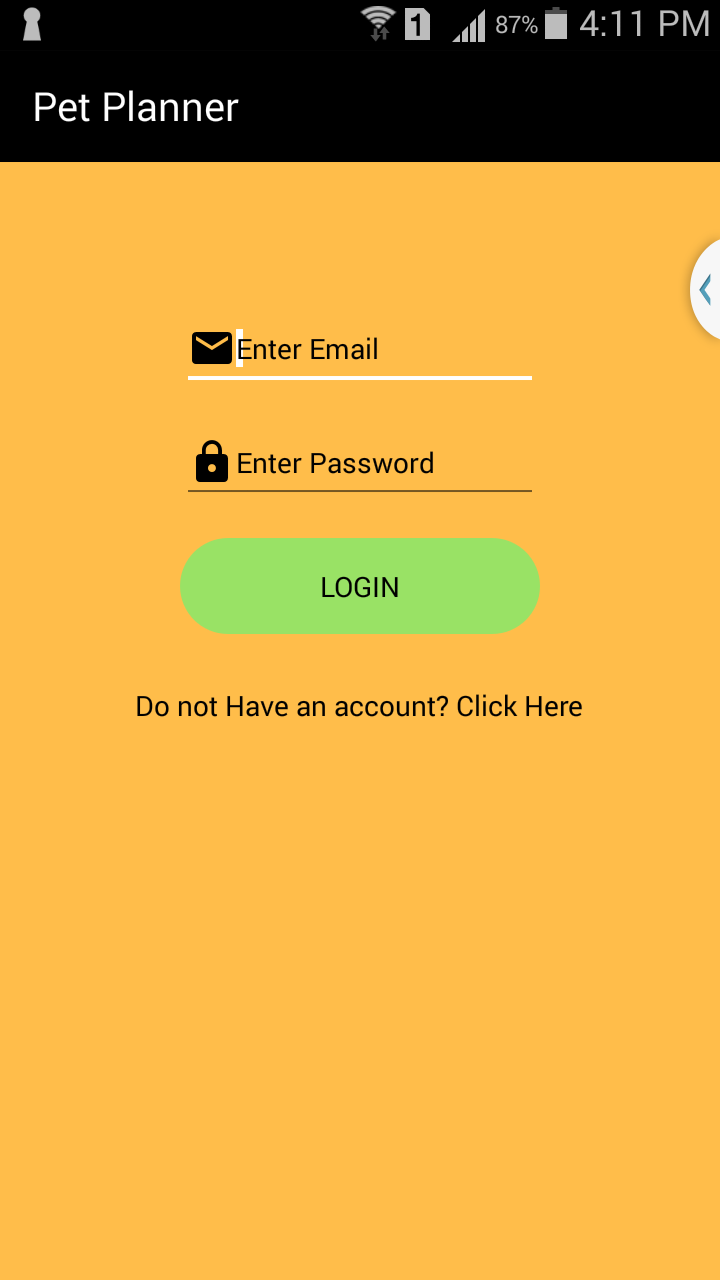 1 87% 4:11 PM
Pet Planner
Enter Email
Enter Password
LOGIN
Do not Have an account? Click Here